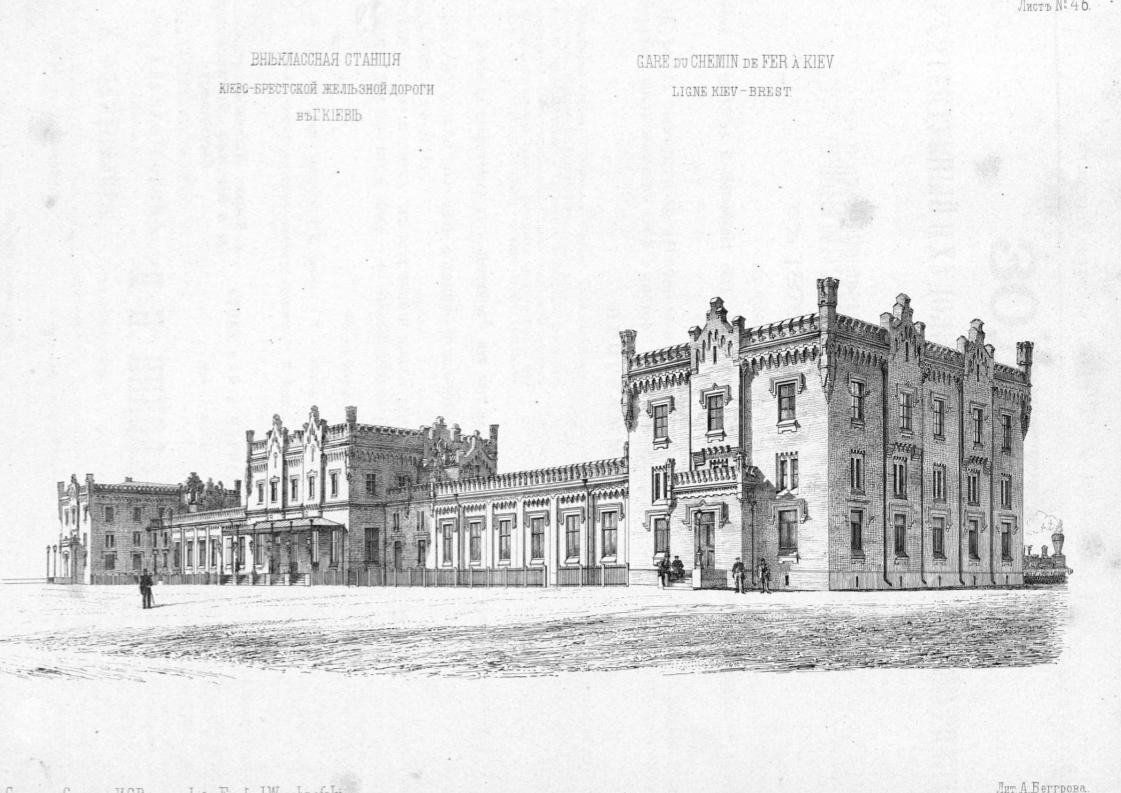 Листъ № 46.
ВНѢКЛАССНАЯ СТАНЦІЯ
КІЕВО-БРЕСТСКОЙ ЖЕЛѢЗНОЙ ДОРОГИ
въ Г. КІЕВѢ
GARE DU CHEMIN DE FER À KIEV
LIGNE KIEV-BREST
Лит. А. Беггрова.